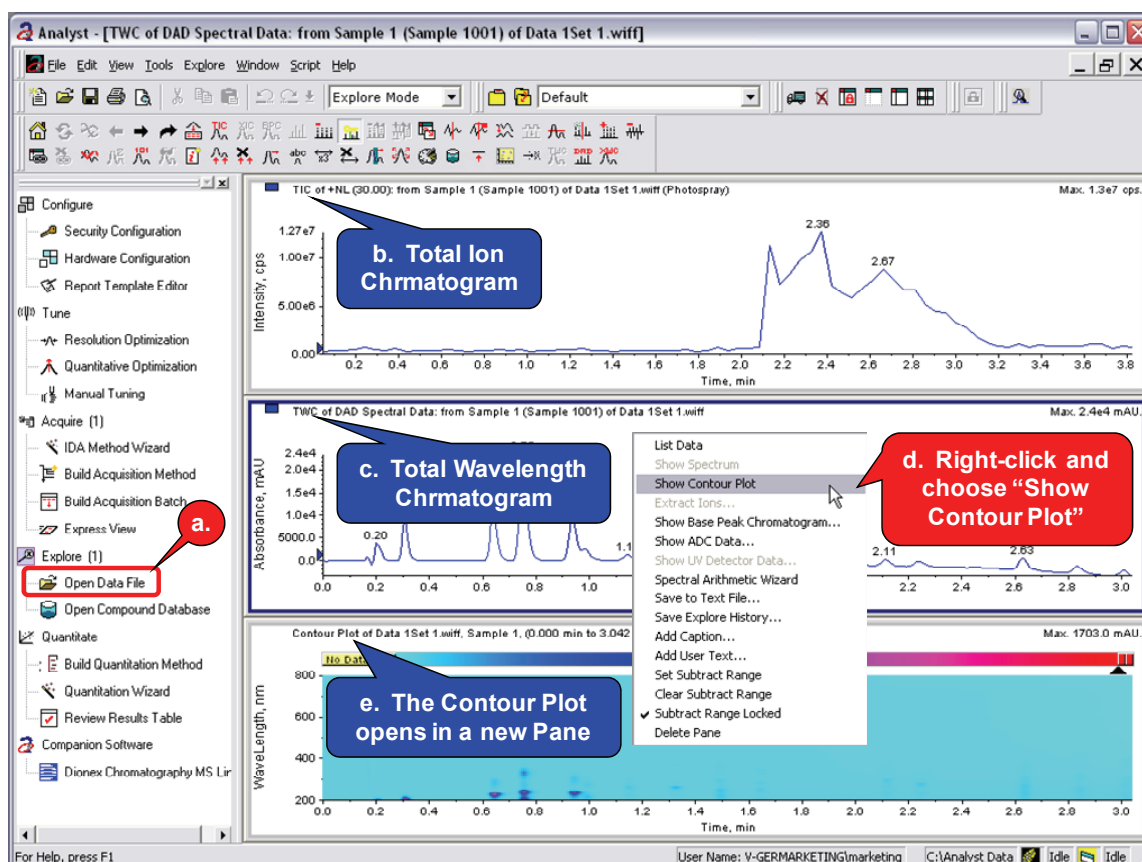 Analyst - [TWC of DAD Spectral Data: from Sample 1 (Sample 1001) of Data 1Set 1.wiff]
File Edit View Tools Explore Window Script Help
Explore Mode
Default
Configure
Security Configuration
Hardware Configuration
Report Template Editor
Tune
Resolution Optimization
Quantitative Optimization
Manual Tuning
Acquire (1)
IDA Method Wizard
Build Acquisition Method
Build Acquisition Batch
Express View
a.
Explore (1)
Open Data File
Open Compound Database
Quantitate
Build Quantitation Method
Quantitation Wizard
Review Results Table
Companion Software
Dionex Chromatography MS Lin
TIC of +NL (30.00): from Sample 1 (Sample 1001) of Data 1Set 1.wiff (Photospray)
Max. 1.3e7 cps.
b. Total Ion
Chrmatogram
Intensity, cps
1.27e7
1.00e7
5.00e6
0.00
2.36
2.67
0.2 0.4 0.6 0.8 1.0 1.2 1.4 1.6 1.8 2.0 2.2 2.4 2.6 2.8 3.0 3.2 3.4 3.6 3.8
Time, min
TWC of DAD Spectral Data: from Sample 1 (Sample 1001) of Data 1Set 1.wiff
Max. 2.4e4 mAU.
c. Total Wavelength
Chrmatogram
Absorbance, mAU
2.4e4
2.0e4
1.5e4
1.0e4
5000.0
0.0
0.20
2.11
2.63
0.0 0.2 0.4 0.6 0.8 1.0 2.0 2.2 2.4 2.6 2.8 3.0
List Data
Show Spectrum
Show Contour Plot
Extract Ions...
Show Base Peak Chromatogram...
Show ADC Data...
Show UV Detector Data...
Spectral Arithmetic Wizard
Save to Text File...
Save Explore History...
Add Caption...
Add User Text...
Set Subtract Range
Clear Subtract Range
Subtract Range Locked
Delete Pane
d. Right-click and
choose “Show
Contour Plot”
Contour Plot of Data 1Set 1.wiff, Sample 1, (0.000 min to 3.042
Max. 1703.0 mAU.
No Dat
e. The Contour Plot
opens in a new Pane
WaveLength, nm
800
600
400
200
0.0 0.2 0.4 0.6 0.8 1.0 1.2 1.4 1.6 1.8 2.0 2.2 2.4 2.6 2.8 3.0
Time, min
For Help, press F1
User Name: V-GERMARKETING\marketing
C:\Analyst Data
Idle
Idle